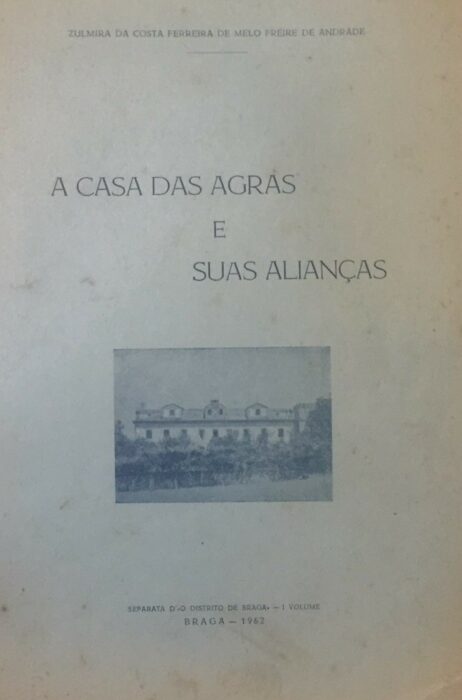 ZULMIRA DA COSTA FERREIRA DE MELO FREIRE DE ANDRADE
A CASA DAS AGRAS
E
SUAS ALIANÇAS
SEPARATA D'«O DISTRITO DE BRAGA» — I VOLUME
BRAGA — 1962